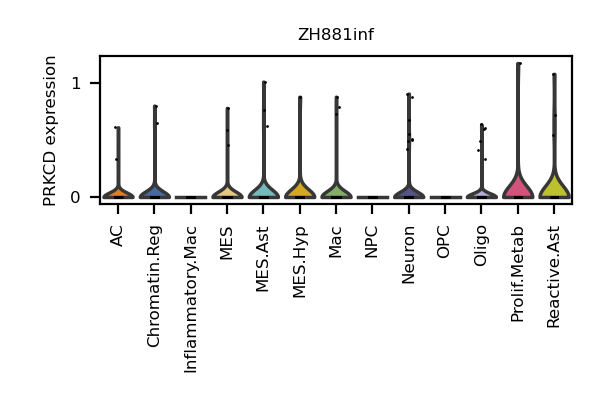 ZH881inf
PRKCD expression
1
0
AC
Chromatin.Reg
Inflammatory.Mac
MES
MES.Ast
MES.Hyp
Mac
NPC
Neuron
OPC
Oligo
Prolif.Metab
Reactive.Ast